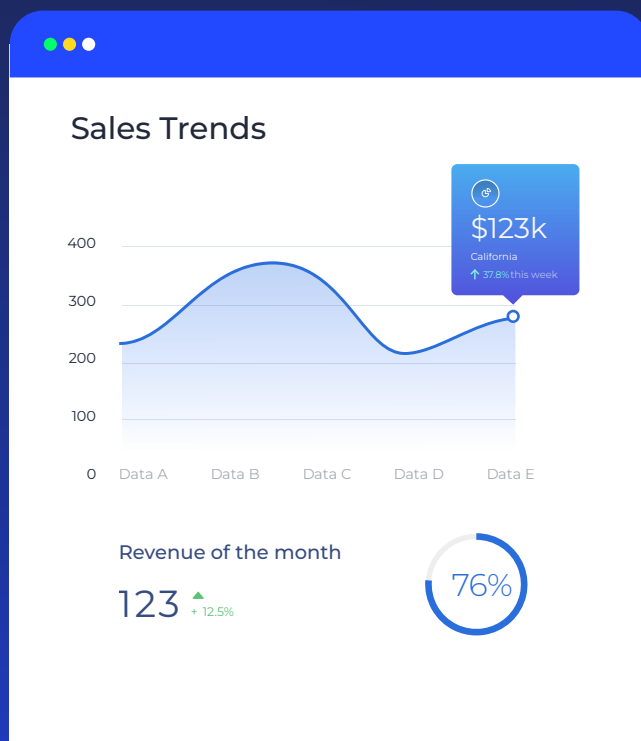 Sales Trends
$123k
California
37.8% this week
400
300
200
100
0
Data A Data B Data C Data D Data E
Revenue of the month
123
+ 12.5%
76%